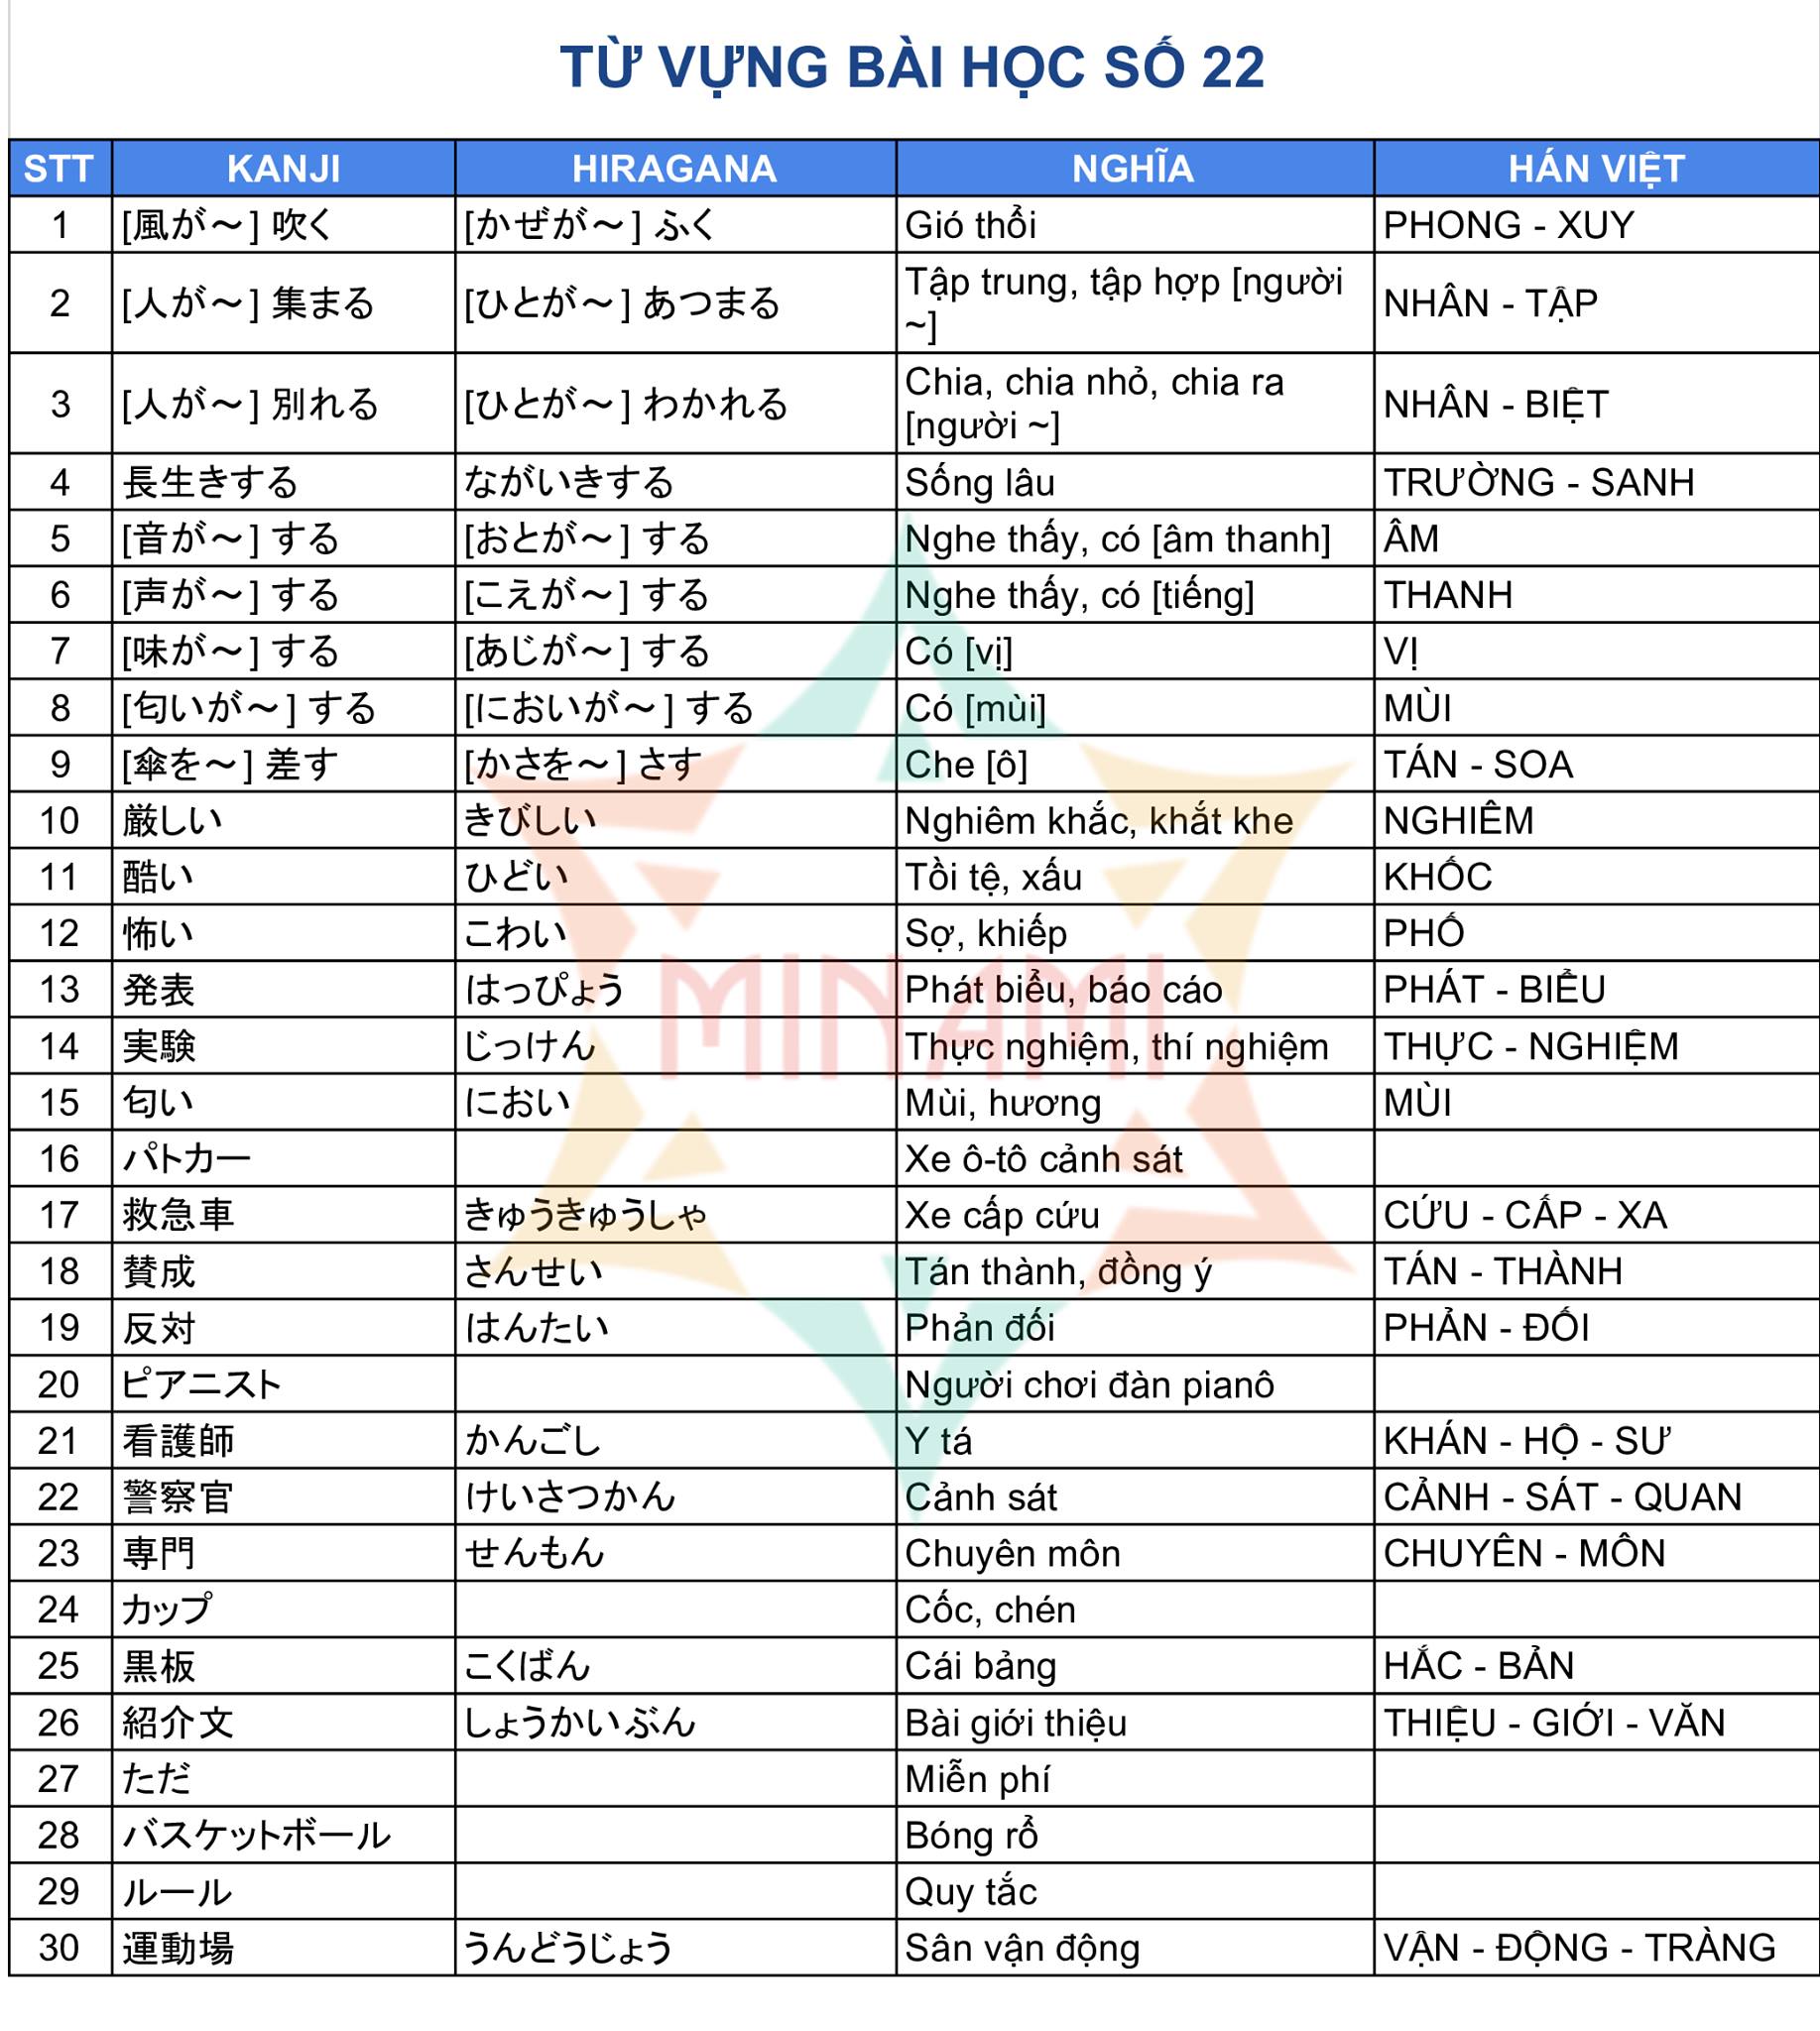 TỪ VỰNG BÀI HỌC SỐ 22
STT KANJI HIRAGANA NGHĨA HÁN VIỆT
1 [風が～] 吹く [かぜが～] ふく Gió thổi PHONG - XUY
2 [人が～] 集まる [ひとが～] あつまる Tập trung, tập hợp [người ~] NHÂN - TẬP
3 [人が～] 別れる [ひとが～] わかれる Chia, chia nhỏ, chia ra [người ~] NHÂN - BIỆT
4 長生きする ながいきする Sống lâu TRƯỜNG - SANH
5 [音が～] する [おとが～] する Nghe thấy, có [âm thanh] ÂM
6 [声が～] する [こえが～] する Nghe thấy, có [tiếng] THANH
7 [味が～] する [あじが～] する Có [vị] VỊ
8 [匂いが～] する [においが～] する Có [mùi] MÙI
9 [傘を～] 差す [かさを～] さす Che [ô] TÁN - SOA
10 厳しい きびしい Nghiêm khắc, khắt khe NGHIÊM
11 酷い ひどい Tồi tệ, xấu KHỐC
12 怖い こわい Sợ, khiếp PHỐ
13 発表 はっぴょう Phát biểu, báo cáo PHÁT - BIỂU
14 実験 じっけん Thực nghiệm, thí nghiệm THỰC - NGHIỆM
15 匂い におい Mùi, hương MÙI
16 パトカー Xe ô-tô cảnh sát
17 救急車 きゅうきゅうしゃ Xe cấp cứu CỨU - CẤP - XA
18 賛成 さんせい Tán thành, đồng ý TÁN - THÀNH
19 反対 はんたい Phản đối PHẢN - ĐỐI
20 ピアニスト Người chơi đàn pianô
21 看護師 かんごし Y tá KHÁN - HỘ - SƯ
22 警察官 けいさつかん Cảnh sát CẢNH - SÁT - QUAN
23 専門 せんもん Chuyên môn CHUYÊN - MÔN
24 カップ Cốc, chén
25 黒板 こくばん Cái bảng HẮC - BẢN
26 紹介文 しょうかいぶん Bài giới thiệu THIỆU - GIỚI - VĂN
27 ただ Miễn phí
28 バスケットボール Bóng rổ
29 ルール Quy tắc
30 運動場 うんどうじょう Sân vận động VẬN - ĐỘNG - TRÀNG
MINAMI